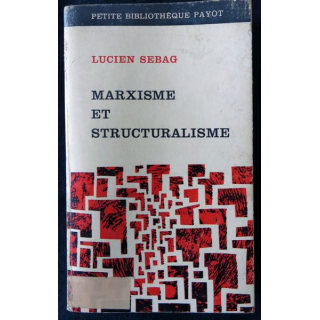 PETITE BIBLIOTHÈQUE PAYOT
LUCIEN SEBAG
MARXISME
ET
STRUCTURALISME